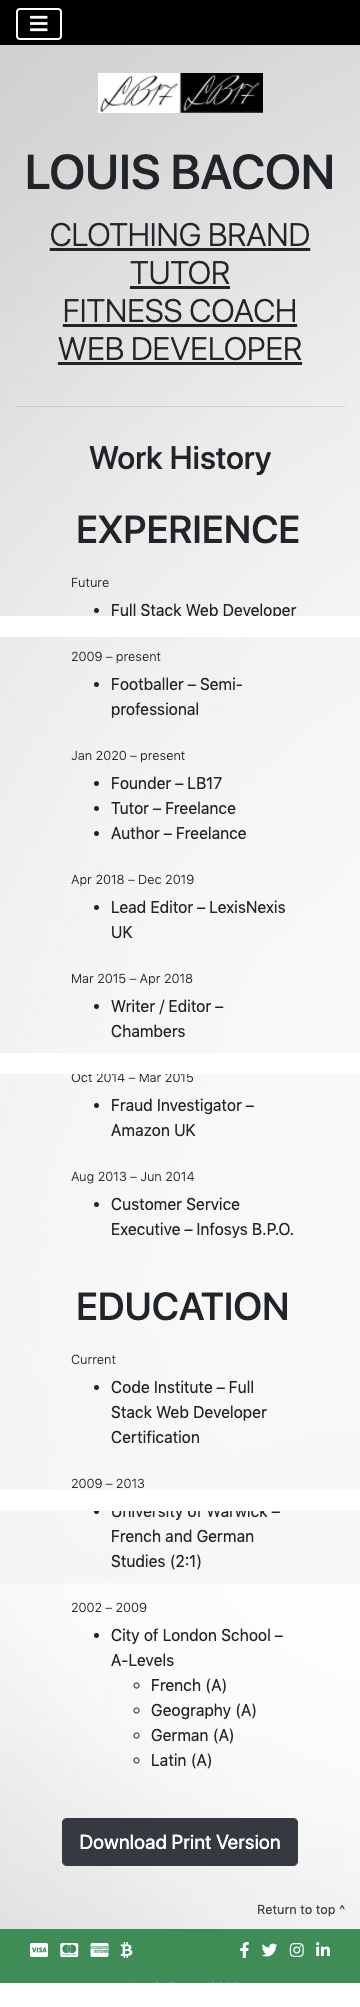 LB17 LB17
LOUIS BACON
CLOTHING BRAND
TUTOR
FITNESS COACH
WEB DEVELOPER
Work History
EXPERIENCE
Future
Full Stack Web Developer
2009 – present
Footballer – Semi-
professional
Jan 2020 – present
Founder – LB17
Tutor – Freelance
Author – Freelance
Apr 2018 – Dec 2019
Lead Editor – LexisNexis
UK
Mar 2015 – Apr 2018
Writer / Editor –
Chambers
Oct 2014 – Mar 2015
Fraud Investigator –
Amazon UK
Aug 2013 – Jun 2014
Customer Service
Executive – Infosys B.P.O.
EDUCATION
Current
Code Institute – Full
Stack Web Developer
Certification
2009 – 2013
University of Warwick –
French and German
Studies (2:1)
2002 – 2009
City of London School –
A-Levels
French (A)
Geography (A)
German (A)
Latin (A)
Download Print Version
Return to top ^
VISA